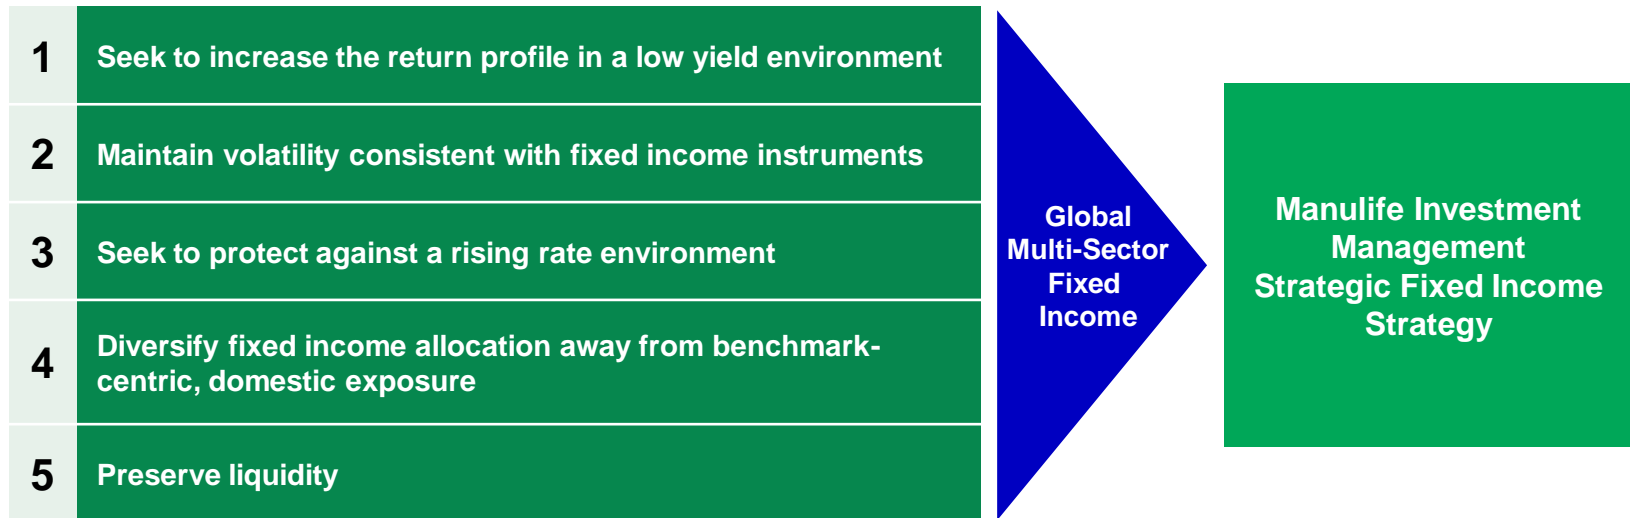 1
Seek to increase the return profile in a low yield environment
2
Maintain volatility consistent with fixed income instruments
3
Seek to protect against a rising rate environment
4
Diversify fixed income allocation away from benchmark-
centric, domestic exposure
5
Preserve liquidity
Global
Multi-Sector
Fixed
Income
Manulife Investment
Management
Strategic Fixed Income
Strategy